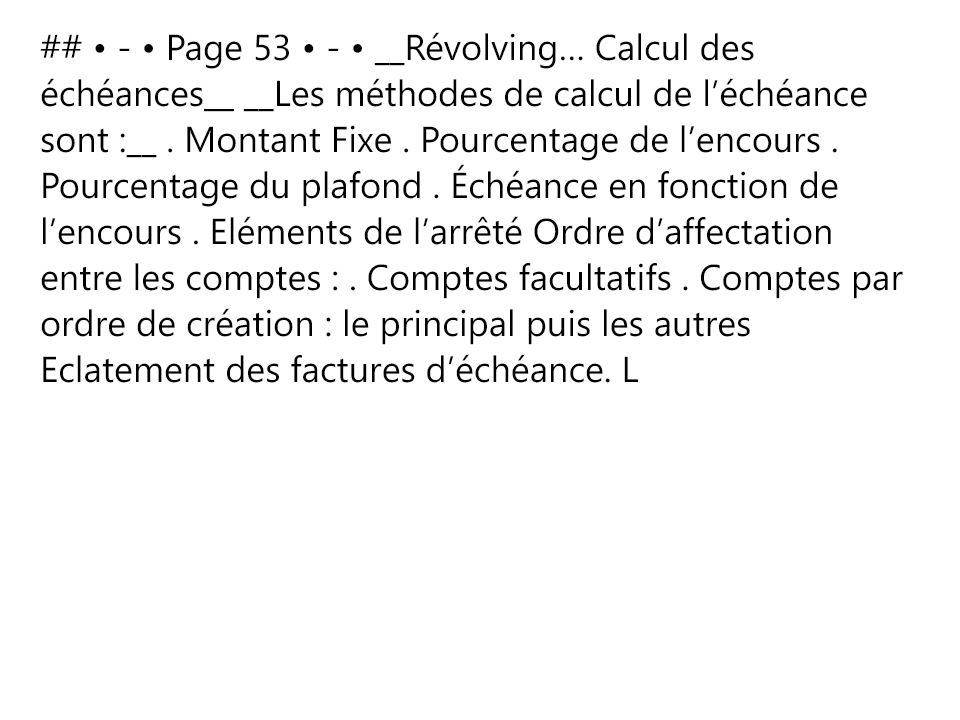 ## • - • Page 53 • - • __Révolving… Calcul des
échéances__ __Les méthodes de calcul de l’échéance
sont :__ . Montant Fixe . Pourcentage de l’encours .
Pourcentage du plafond . Échéance en fonction de
l’encours . Eléments de l’arrêté Ordre d’affectation
entre les comptes : . Comptes facultatifs . Comptes par
ordre de création : le principal puis les autres
Eclatement des factures d’échéance. L